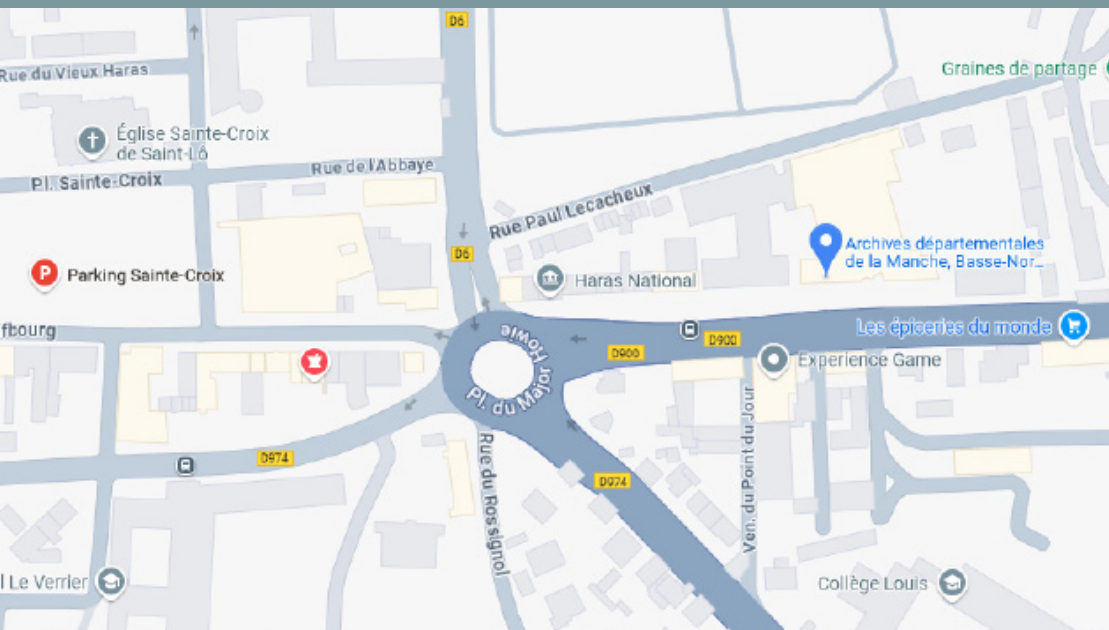 D6
Graines de partage
Rue du Vieux Haras
Église Sainte-Croix
de Saint-Lô
Rue de l'Abbaye
Pl. Sainte-Croix
Rue Paul Lecacheux
D6
Archives départementales
de la Manche, Basse-Nor...
P
Parking Sainte-Croix
Haras National
fbourg
Les épiceries du monde
D900
D900
Pl. du Major Howie
Experience Game
D974
Rue du Rossignol
Ven. du Point du Jour
D974
l Le Verrier
Collège Louis